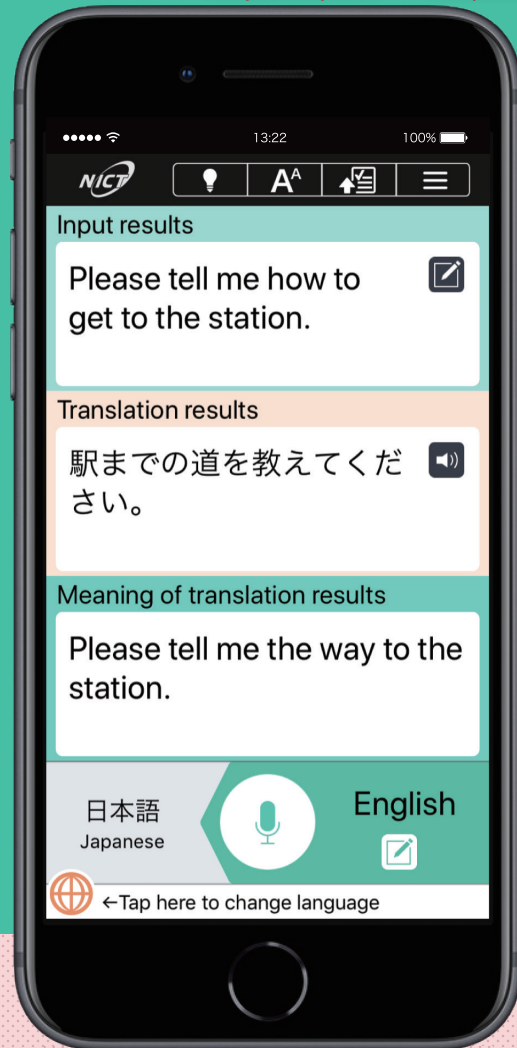 13:22
100%
NICT
AA
Input results
Please tell me how to
get to the station.
Translation results
駅までの道を教えてくだ
さい。
Meaning of translation results
Please tell me the way to the
station.
日本語
Japanese
English
←Tap here to change language